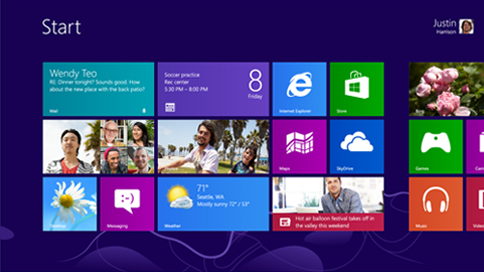 Start
Justin
Harrison
Wendy Teo
RE: Dinner tonight? Sounds good. How
about the new place with the back patio?
Mail
8
Soccer practice
Rec center
5:30 PM – 8:00 PM
8
Friday
Internet Explorer
Store
Photos
Maps
SkyDrive
Games
Desktop
Messaging
71°
Seattle, WA
Mostly sunny 72° / 53°
Weather
Hot air balloon festival takes off in
the valley this weekend
Music